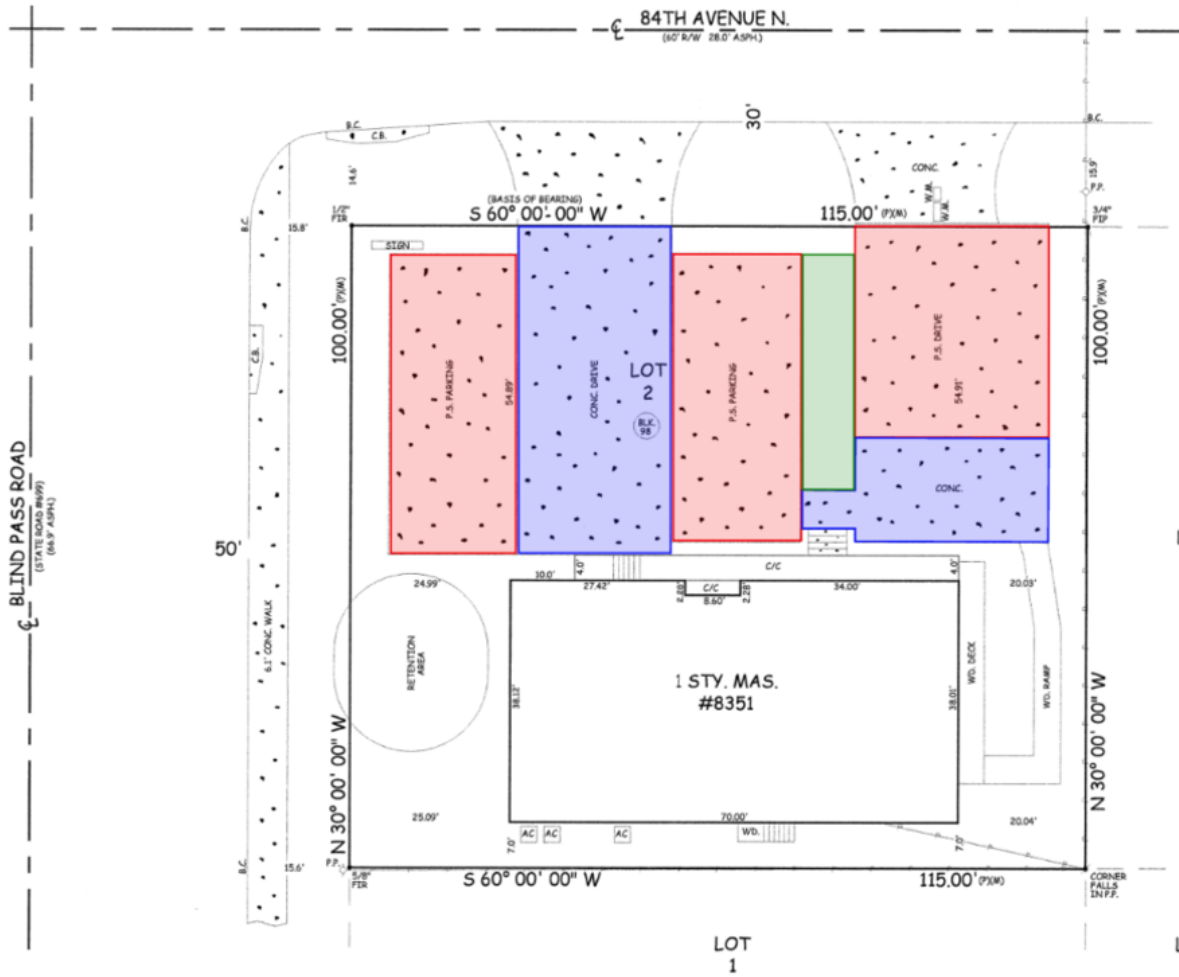 84TH AVENUE N.
(60' R/W 28.0' ASPH.)
B.C.
C.B.
30'
B.C.
CONC.
14.6'
15.9'
P.P.
W.M.
W.M.
(BASIS OF BEARING)
1/2"
FIR
S 60° 00'-00" W
115.00' (P)(M)
3/4"
FIP
B.C.
15.8'
SIGN
100.00' (P)(M)
100.00' (P)(M)
C.B.
P.S. PARKING
54.89'
CONC. DRIVE
LOT
2
BLK.
98
P.S. PARKING
P.S. DRIVE
54.91'
CONC.
BLIND PASS ROAD
(STATE ROAD #699)
(66.9' ASPH.)
50'
C/C
4.0'
4.0'
24.99'
10.0'
27.42'
C/C
8.60'
2.28'
34.00'
20.03'
6.1' CONC. WALK
RETENTION
AREA
38.12'
1 STY. MAS.
#8351
38.01'
WD. DECK
WD. RAMP
N 30° 00' 00" W
N 30° 00' 00" W
25.09'
70.00'
20.04'
AC
AC
AC
WD.
7.0'
7.0'
B.C.
15.6'
P.P.
5/8"
FIR
S 60° 00' 00" W
115.00' (P)(M)
CORNER
FALLS
IN P.P.
LOT
1